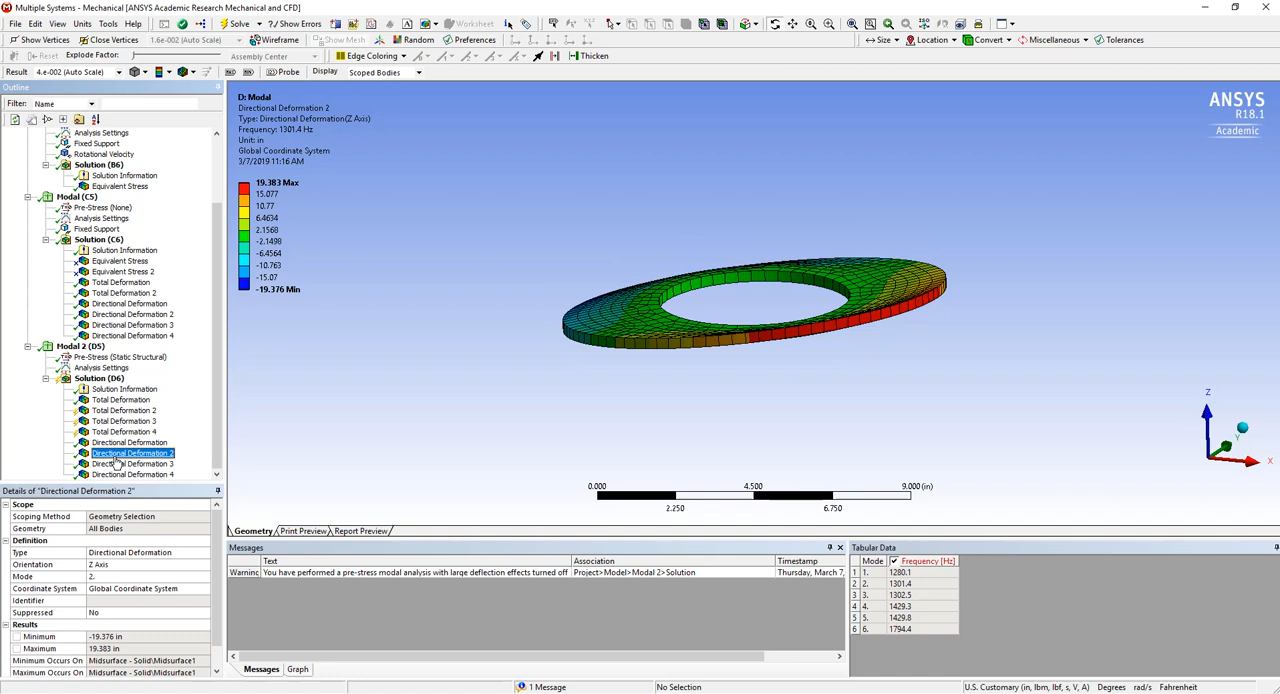 Multiple Systems - Mechanical [ANSYS Academic Research Mechanical and CFD]
File Edit View Units Tools Help Solve Show Errors Worksheet
Show Vertices Close Vertices 1.6e-002 (Auto Scale) Wireframe Show Mesh Random Preferences Size Location Convert Miscellaneous Tolerances
Reset Explode Factor: Assembly Center Edge Coloring Thicken
Result 4.e-002 (Auto Scale) Probe Display Scoped Bodies
Outline
Filter: Name
Analysis Settings
Fixed Support
Rotational Velocity
Solution (B6)
Solution Information
Equivalent Stress
Modal (C5)
Pre-Stress (None)
Analysis Settings
Fixed Support
Solution (C6)
Solution Information
Equivalent Stress
Equivalent Stress 2
Total Deformation
Total Deformation 2
Directional Deformation
Directional Deformation 2
Directional Deformation 3
Directional Deformation 4
Modal 2 (D5)
Pre-Stress (Static Structural)
Analysis Settings
Solution (D6)
Solution Information
Total Deformation
Total Deformation 2
Total Deformation 3
Total Deformation 4
Directional Deformation
Directional Deformation 2
Directional Deformation 3
Directional Deformation 4
Details of "Directional Deformation 2"
Scope
Scoping Method Geometry Selection
Geometry All Bodies
Definition
Type Directional Deformation
Orientation Z Axis
Mode 2.
Coordinate System Global Coordinate System
Identifier
Suppressed No
Results
Minimum -19.376 in
Maximum 19.383 in
Minimum Occurs On Midsurface - Solid\Midsurface1
Maximum Occurs On Midsurface - Solid\Midsurface1
D: Modal
Directional Deformation 2
Type: Directional Deformation(Z Axis)
Frequency: 1301.4 Hz
Unit: in
Global Coordinate System
3/7/2019 11:16 AM
19.383 Max
15.077
10.77
6.4634
2.1568
-2.1498
-6.4564
-10.763
-15.07
-19.376 Min
ANSYS
R18.1
Academic
Z
Y
X
0.000 4.500 9.000 (in)
2.250 6.750
Geometry Print Preview Report Preview
Messages
Text Association Timestamp
Warning You have performed a pre-stress modal analysis with large deflection effects turned off Project>Model>Modal 2>Solution Thursday, March 7,
Messages Graph
Tabular Data
Mode Frequency [Hz]
1 1. 1280.1
2 2. 1301.4
3 3. 1302.5
4 4. 1429.3
5 5. 1429.8
6 6. 1794.4
1 Message No Selection U.S. Customary (in, lbm, lbf, s, V, A) Degrees rad/s Fahrenheit